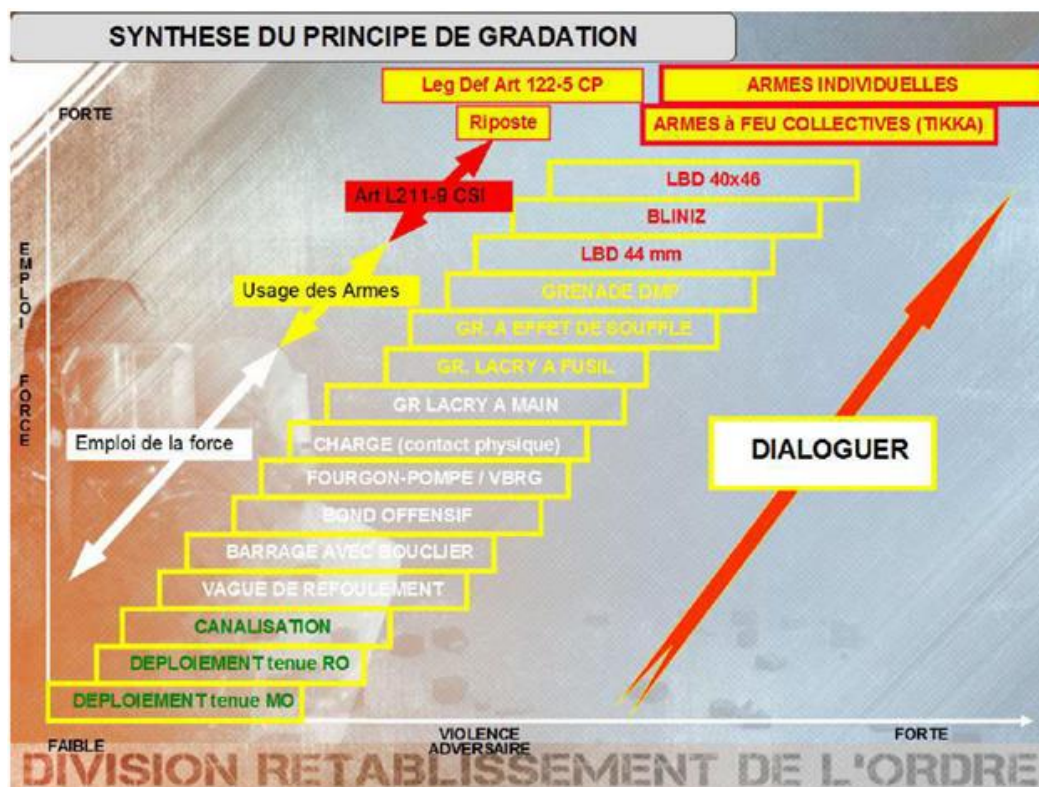 SYNTHESE DU PRINCIPE DE GRADATION
FORTE
Leg Def Art 122-5 CP
ARMES INDIVIDUELLES
Riposte
ARMES à FEU COLLECTIVES (TIKKA)
Art L211-9 CSI
LBD 40x46
BLINIZ
LBD 44 mm
Usage des Armes
GRENADE DMP
GR. A EFFET DE SOUFFLE
GR. LACRY A FUSIL
GR LACRY A MAIN
EMPLOI FORCE
Emploi de la force
CHARGE (contact physique)
DIALOGUER
FOURGON-POMPE / VBRG
BOND OFFENSIF
BARRAGE AVEC BOUCLIER
VAGUE DE REFOULEMENT
CANALISATION
DEPLOIEMENT tenue RO
DEPLOIEMENT tenue MO
FAIBLE
VIOLENCE
ADVERSAIRE
FORTE
DIVISION RETABLISSEMENT DE L'ORDRE